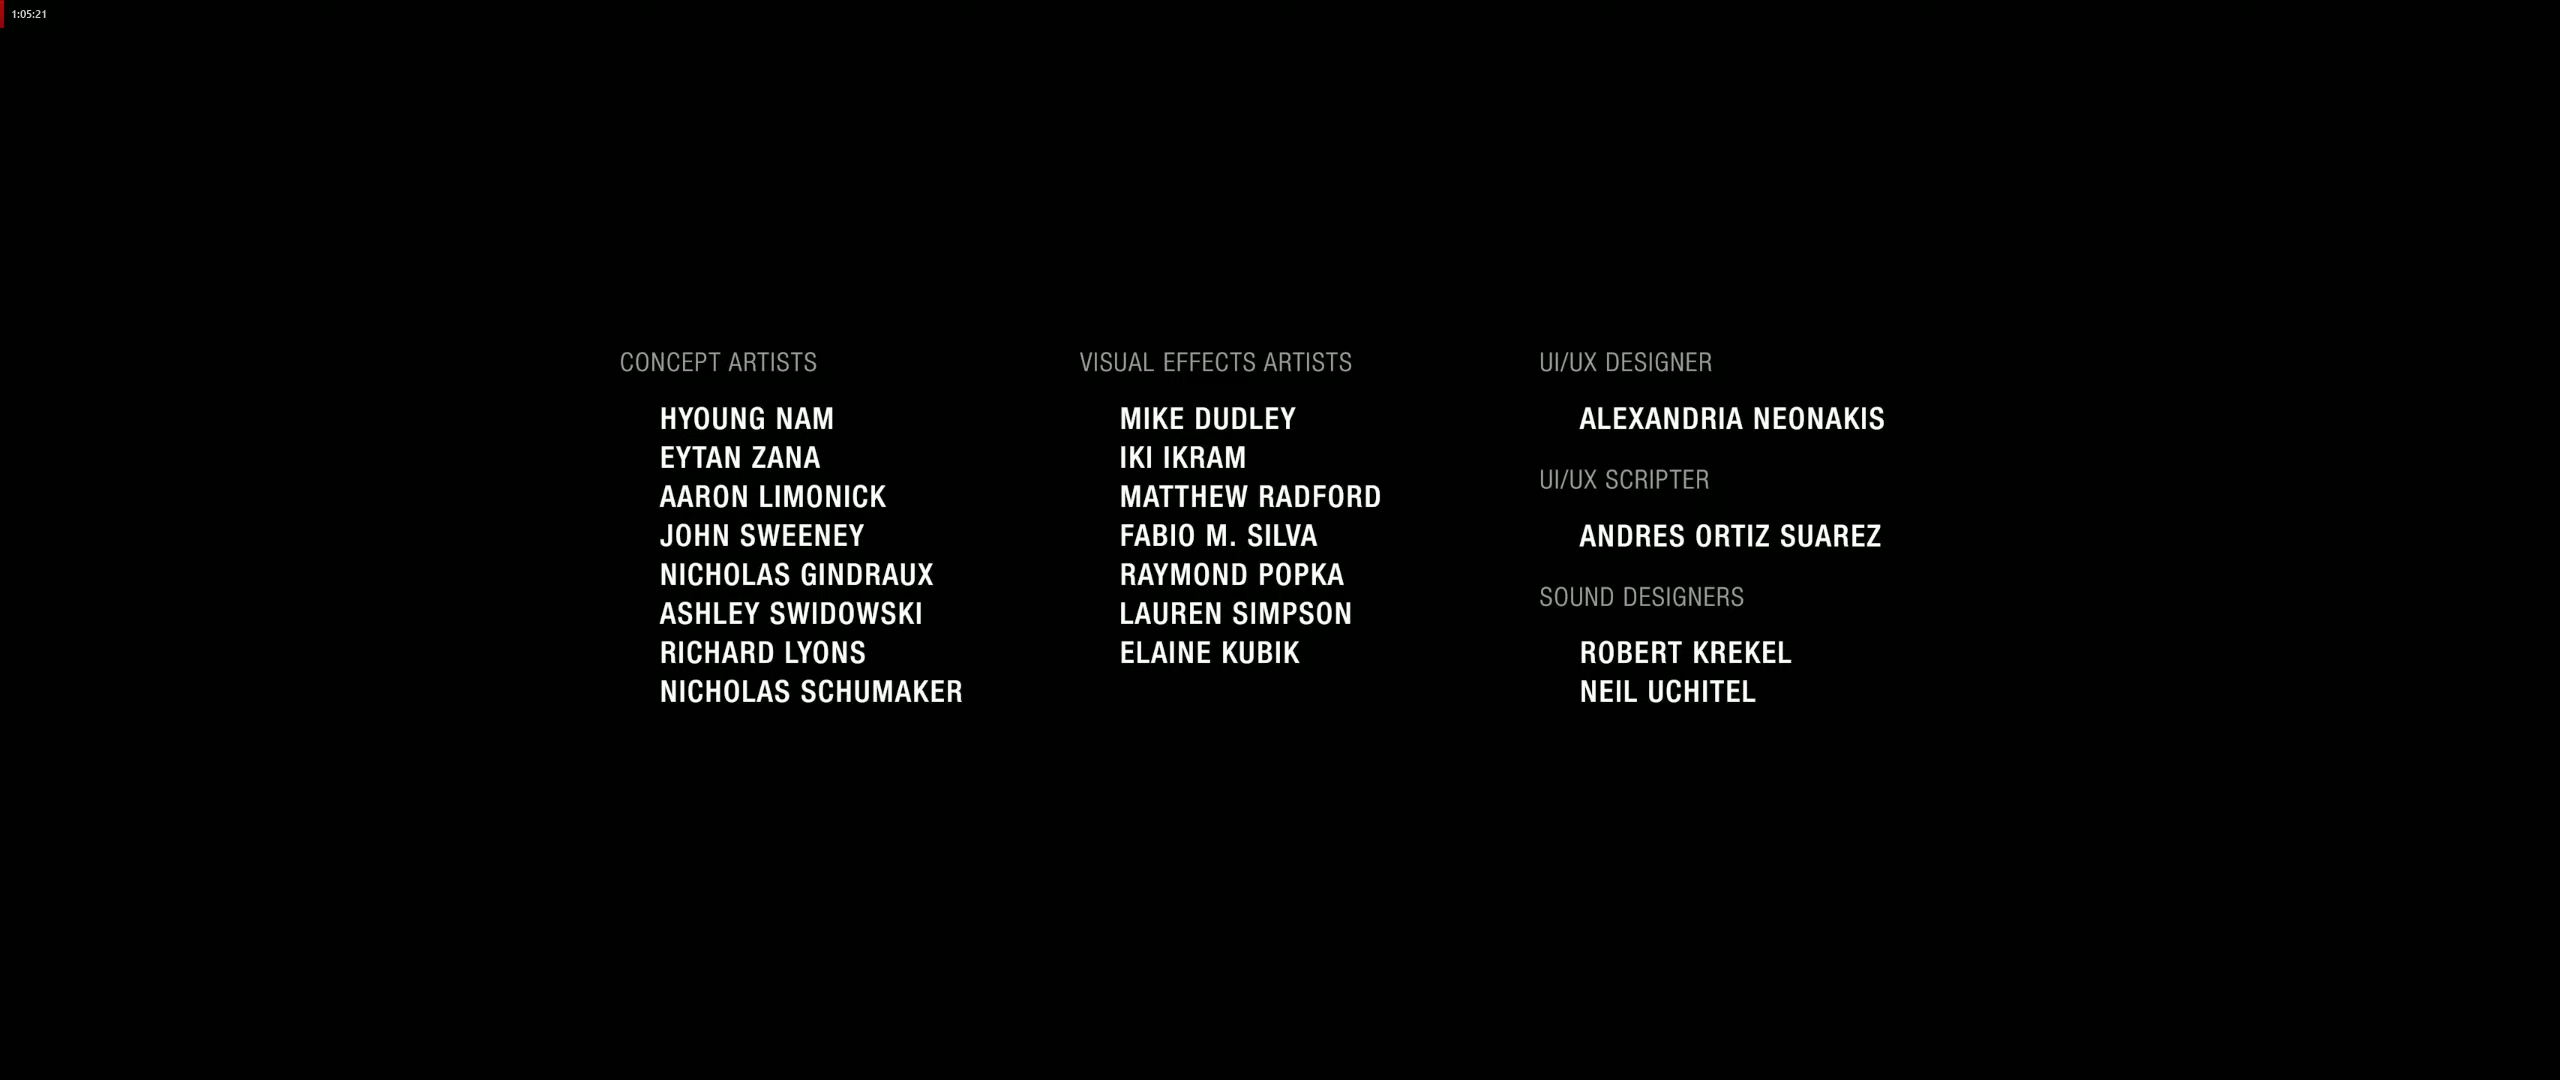 1:05:21
CONCEPT ARTISTS
HYOUNG NAM
EYTAN ZANA
AARON LIMONICK
JOHN SWEENEY
NICHOLAS GINDRAUX
ASHLEY SWIDOWSKI
RICHARD LYONS
NICHOLAS SCHUMAKER
VISUAL EFFECTS ARTISTS
MIKE DUDLEY
IKI IKRAM
MATTHEW RADFORD
FABIO M. SILVA
RAYMOND POPKA
LAUREN SIMPSON
ELAINE KUBIK
UI/UX DESIGNER
ALEXANDRIA NEONAKIS
UI/UX SCRIPTER
ANDRES ORTIZ SUAREZ
SOUND DESIGNERS
ROBERT KREKEL
NEIL UCHITEL